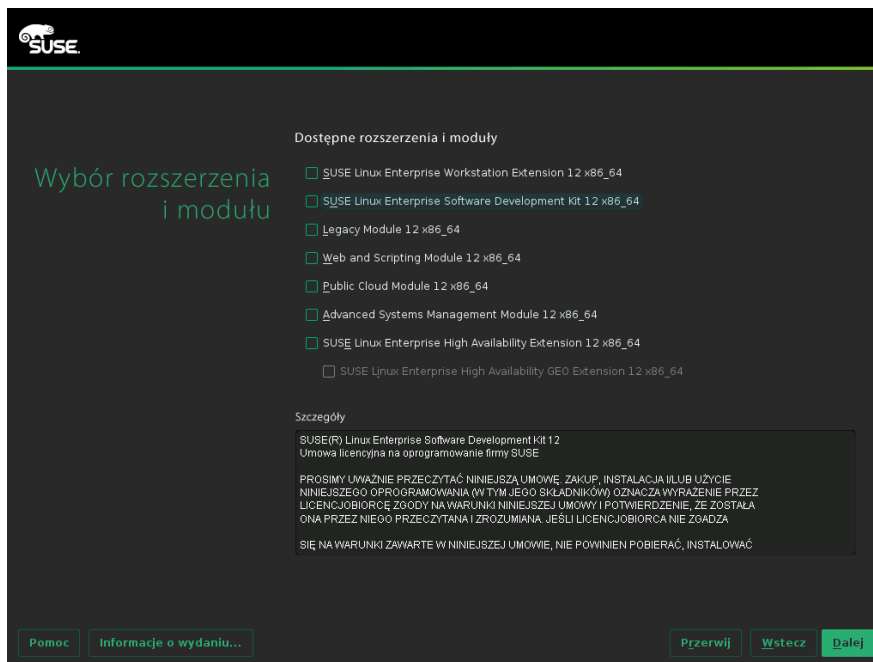 SUSE.
Wybór rozszerzenia
i modułu
Dostępne rozszerzenia i moduły
SUSE Linux Enterprise Workstation Extension 12 x86_64
SUSE Linux Enterprise Software Development Kit 12 x86_64
Legacy Module 12 x86_64
Web and Scripting Module 12 x86_64
Public Cloud Module 12 x86_64
Advanced Systems Management Module 12 x86_64
SUSE Linux Enterprise High Availability Extension 12 x86_64
SUSE Linux Enterprise High Availability GEO Extension 12 x86_64
Szczegóły
SUSE(R) Linux Enterprise Software Development Kit 12
Umowa licencyjna na oprogramowanie firmy SUSE
PROSIMY UWAŻNIE PRZECZYTAĆ NINIEJSZĄ UMOWĘ. ZAKUP, INSTALACJA I/LUB UŻYCIE
NINIEJSZEGO OPROGRAMOWANIA (W TYM JEGO SKŁADNIKÓW) OZNACZA WYRAŻENIE PRZEZ
LICENCJOBIORCĘ ZGODY NA WARUNKI NINIEJSZEJ UMOWY I POTWIERDZENIE, ŻE ZOSTAŁA
ONA PRZEZ NIEGO PRZECZYTANA I ZROZUMIANA. JEŚLI LICENCJOBIORCA NIE ZGADZA
SIĘ NA WARUNKI ZAWARTE W NINIEJSZEJ UMOWIE, NIE POWINIEN POBIERAĆ, INSTALOWAĆ
Pomoc
Informacje o wydaniu...
Przerwij
Wstecz
Dalej